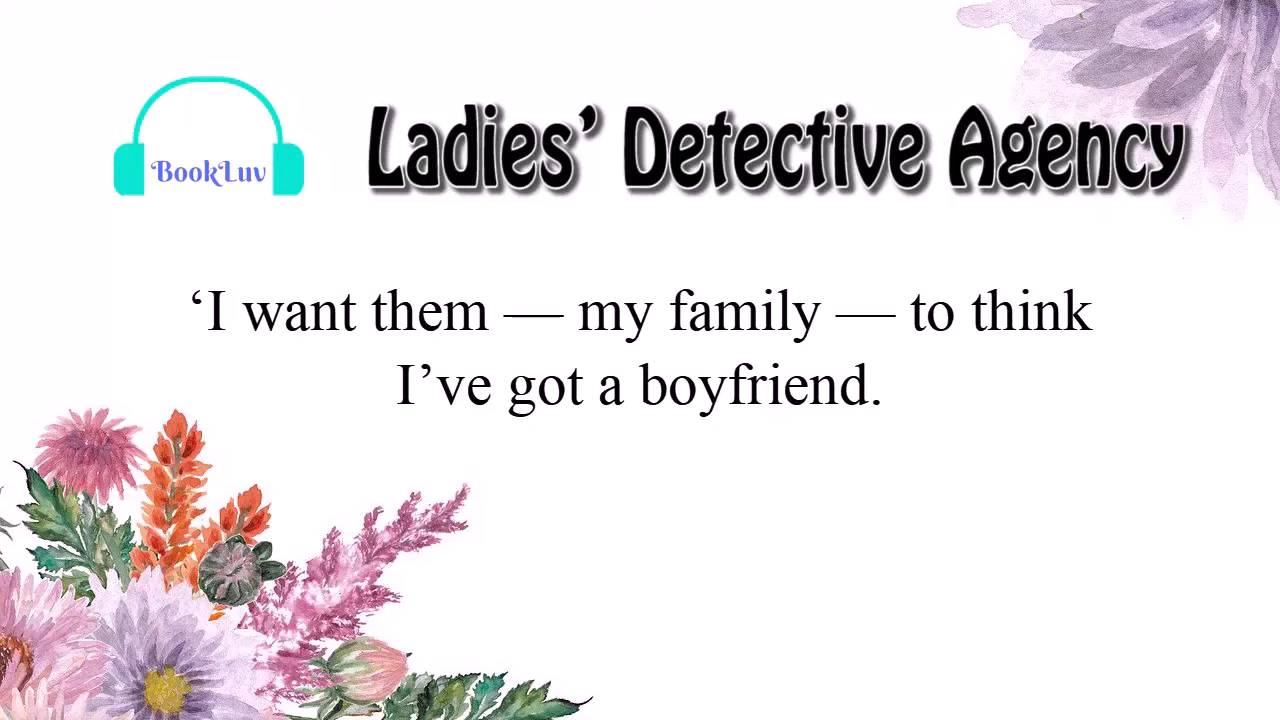 BookLuv
Ladies’ Detective Agency
‘I want them — my family — to think
I’ve got a boyfriend.